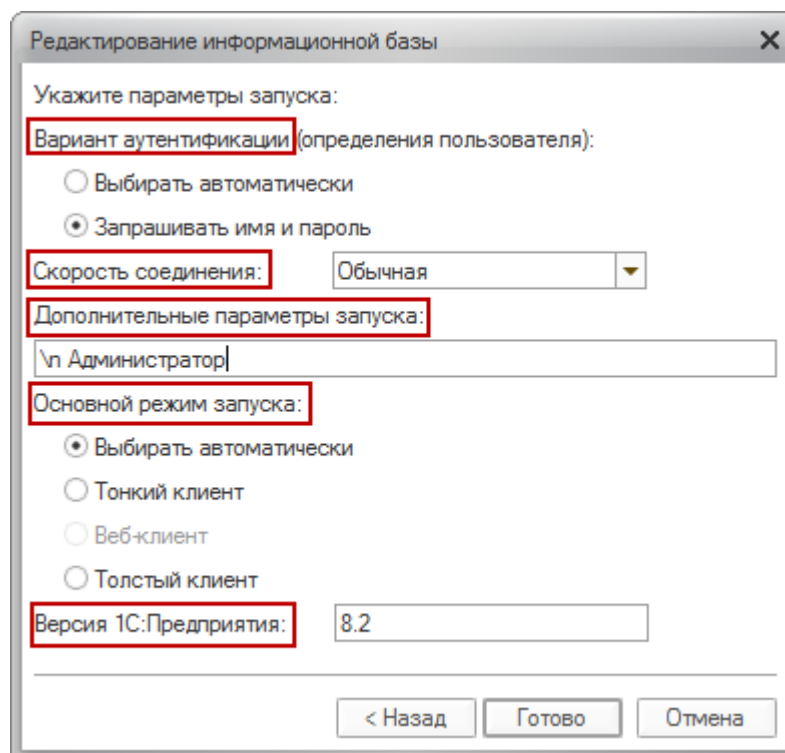 Редактирование информационной базы
Укажите параметры запуска:
Вариант аутентификации (определения пользователя):
Выбирать автоматически
Запрашивать имя и пароль
Скорость соединения: Обычная
Дополнительные параметры запуска:
\n Администратор
Основной режим запуска:
Выбирать автоматически
Тонкий клиент
Веб-клиент
Толстый клиент
Версия 1С:Предприятия: 8.2
< Назад Готово Отмена